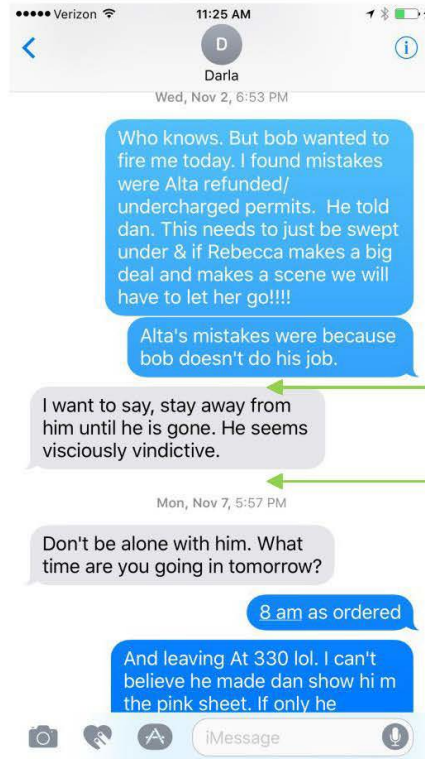 Verizon 11:25 AM
D
Darla
Wed, Nov 2, 6:53 PM
Who knows. But bob wanted to
fire me today. I found mistakes
were Alta refunded/
undercharged permits.  He told
dan. This needs to just be swept
under & if Rebecca makes a big
deal and makes a scene we will
have to let her go!!!!
Alta's mistakes were because
bob doesn't do his job.
I want to say, stay away from
him until he is gone. He seems
visciously vindictive.
Mon, Nov 7, 5:57 PM
Don't be alone with him. What
time are you going in tomorrow?
8 am as ordered
And leaving At 330 lol. I can't
believe he made dan show hi m
the pink sheet. If only he
iMessage